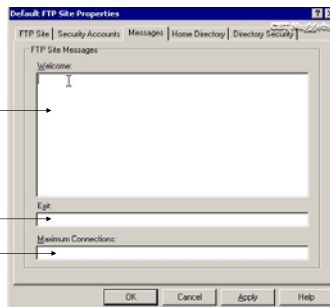 Default FTP Site Properties
FTP Site Security Accounts Messages Home Directory Directory Security
FTP Site Messages
Welcome:
Exit:
Maximum Connections:
OK Cancel Apply Help